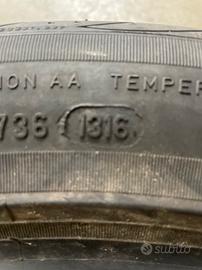 ION AA TEMPER
736 1316
subito